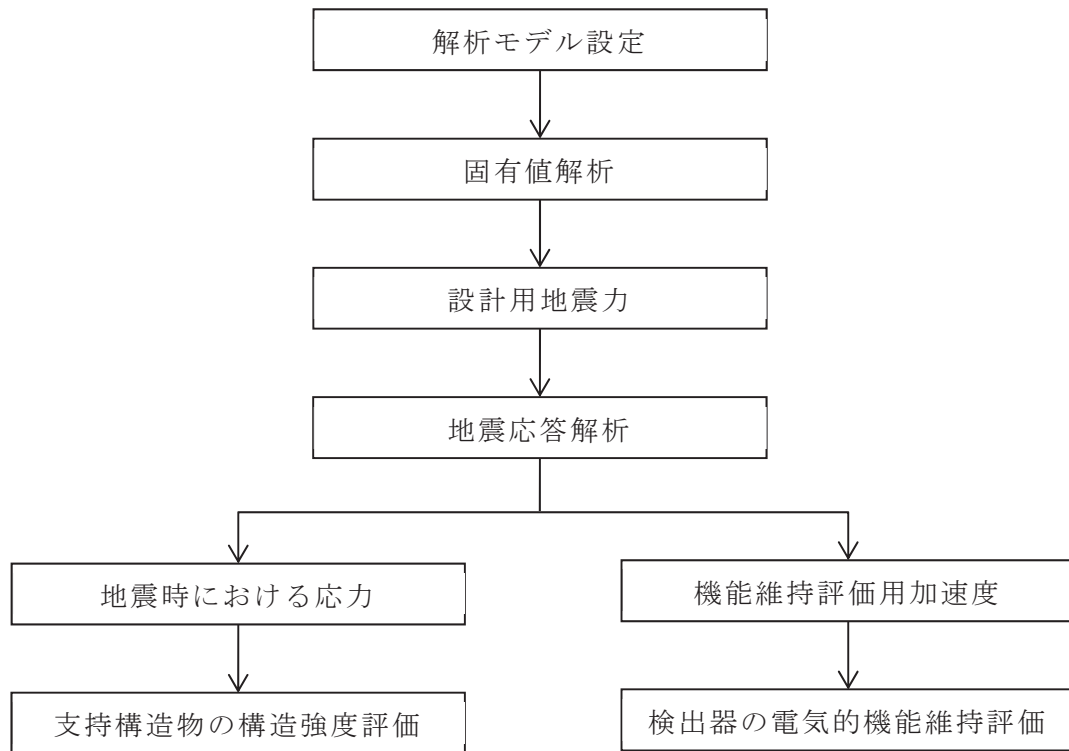 解析モデル設定
固有値解析
設計用地震力
地震応答解析
地震時における応力
機能維持評価用加速度
支持構造物の構造強度評価
検出器の電気的機能維持評価